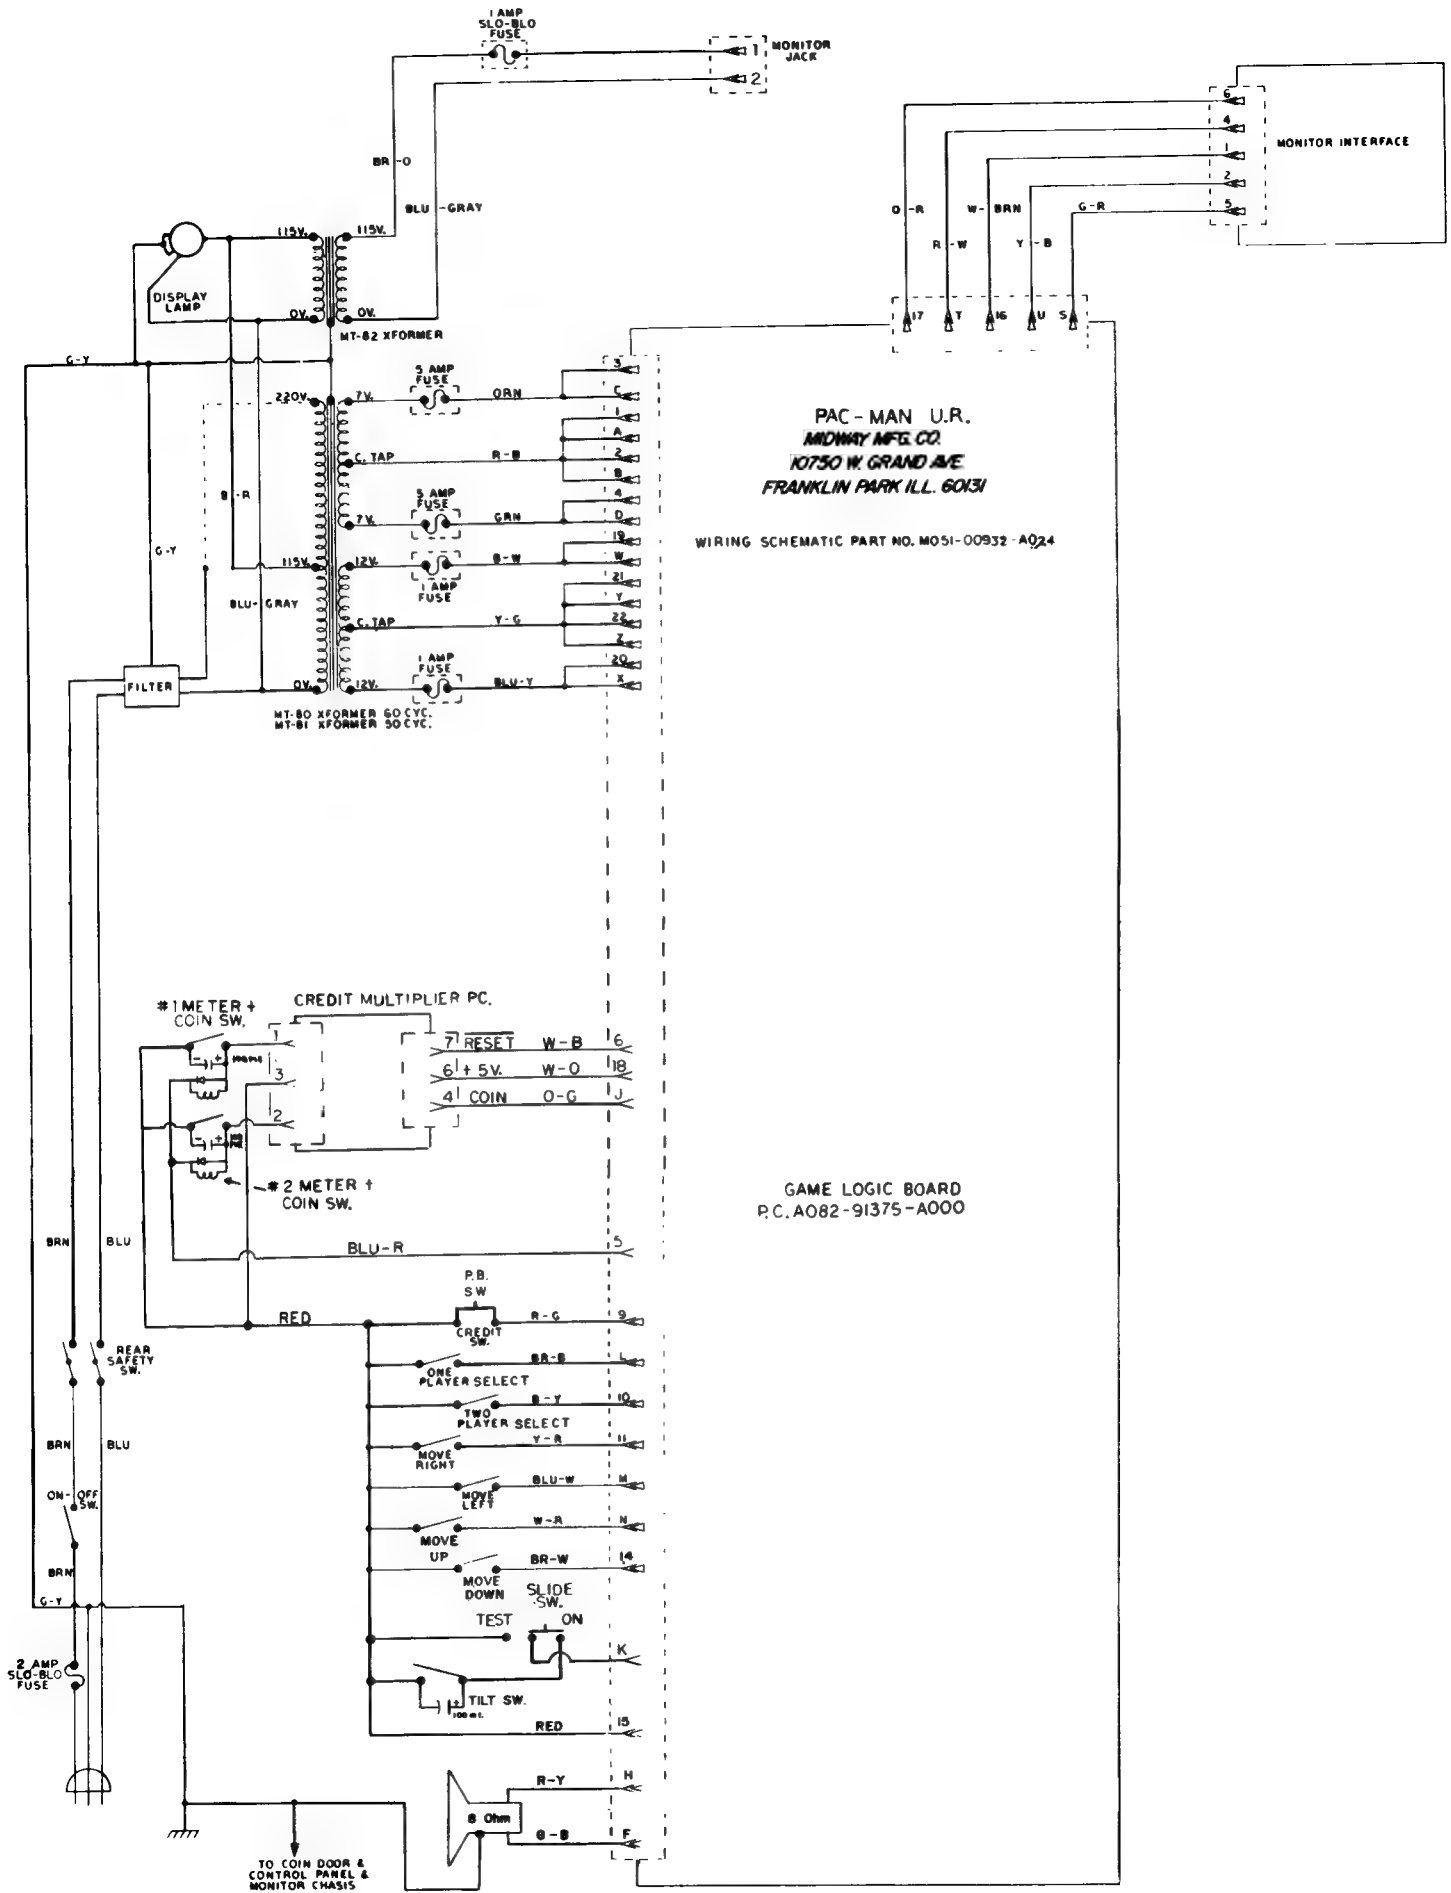 1 AMP
SLO-BLO
FUSE
1
2
MONITOR
JACK
BR-O
BLU-GRAY
6
4
1
2
5
MONITOR INTERFACE
O-R
R-W
W-BRN
Y-B
G-R
17
T
16
U
S
DISPLAY
LAMP
115V.
115V.
0V.
0V.
MT-82 XFORMER
G-Y
220V.
7V.
5 AMP
FUSE
ORN
3
C
1
A
C. TAP
R-B
2
B
B-R
7V.
5 AMP
FUSE
GRN
4
D
G-Y
115V.
12V.
1 AMP
FUSE
B-W
19
W
BLU-GRAY
C. TAP
Y-G
21
Y
22
Z
FILTER
0V.
12V.
1 AMP
FUSE
BLU-Y
20
X
MT-80 XFORMER 60 CYC.
MT-81 XFORMER 50 CYC.
PAC-MAN U.R.
MIDWAY MFG. CO.
10750 W. GRAND AVE.
FRANKLIN PARK ILL. 60131
WIRING SCHEMATIC PART NO. M051-00932-A024
#1 METER +
COIN SW.
CREDIT MULTIPLIER PC.
1
3
2
- +
- +
7 RESET W-B 6
6 + 5V. W-O 18
4 COIN O-G J
#2 METER +
COIN SW.
GAME LOGIC BOARD
P.C. A082-91375-A000
BRN
BLU
BLU-R
5
P.B.
SW
RED
CREDIT
SW.
R-G
9
REAR
SAFETY
SW.
ONE
PLAYER SELECT
BR-B
L
TWO
PLAYER SELECT
B-Y
10
BRN
BLU
MOVE
RIGHT
Y-R
11
ON-OFF
SW.
MOVE
LEFT
BLU-W
M
MOVE
UP
W-R
N
BRN
MOVE
DOWN
BR-W
14
G-Y
SLIDE
SW.
TEST
ON
K
2 AMP
SLO-BLO
FUSE
TILT SW.
RED
15
8 Ohm
R-Y
H
F
TO COIN DOOR &
CONTROL PANEL &
MONITOR CHASIS